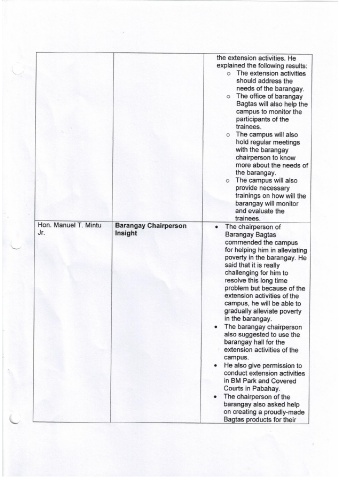 the extension activities. He
explained the following results:
o The extension activities
should address the
needs of the barangay.
o The office of barangay
Bagtas will also help the
campus to monitor the
participants of the
trainees.
o The campus will also
hold regular meetings
with the barangay
chairperson to know
more about the needs of
the barangay.
o The campus will also
provide necessary
trainings on how will the
barangay will monitor
and evaluate the
trainees.
Hon. Manuel T. Mintu
Jr.
Barangay Chairperson
Insight
• The chairperson of
Barangay Bagtas
commended the campus
for helping him in alleviating
poverty in the barangay. He
said that it is really
challenging for him to
resolve this long time
problem but because of the
extension activities of the
campus, he will be able to
gradually alleviate poverty
in the barangay.
• The barangay chairperson
also suggested to use the
barangay hall for the
extension activities of the
campus.
• He also give permission to
conduct extension activities
in BM Park and Covered
Courts in Pabahay.
• The chairperson of the
barangay also asked help
on creating a proudly-made
Bagtas products for their